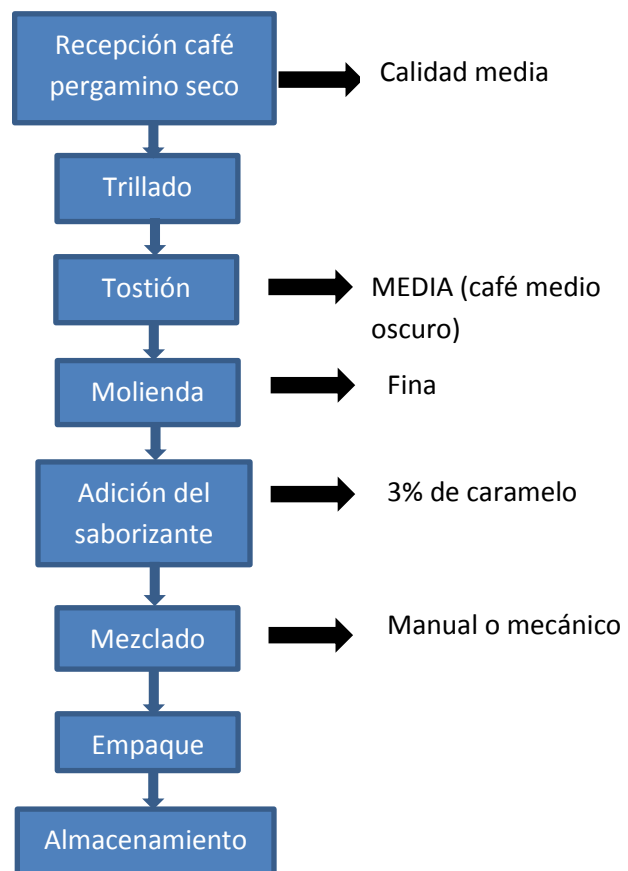 Recepción café
pergamino seco
Calidad media
Trillado
Tostión
MEDIA (café medio
oscuro)
Molienda
Fina
Adición del
saborizante
3% de caramelo
Mezclado
Manual o mecánico
Empaque
Almacenamiento